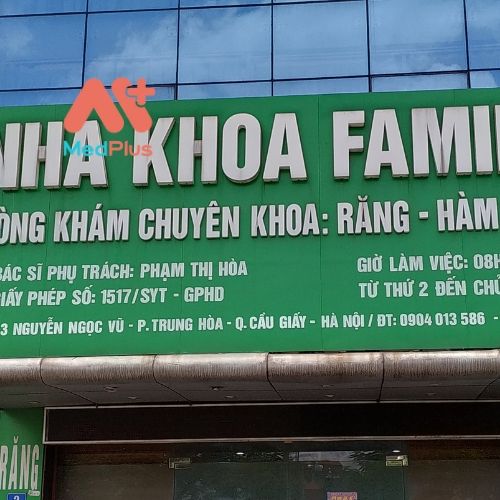 MedPlus
NHA KHOA FAMI
ÒNG KHÁM CHUYÊN KHOA: RĂNG - HÀM
BÁC SĨ PHỤ TRÁCH: PHẠM THỊ HÒA
GIẤY PHÉP SỐ: 1517/SYT - GPHD
GIỜ LÀM VIỆC: 08H
TỪ THỨ 2 ĐẾN CHỦ
3 NGUYỄN NGỌC VŨ - P. TRUNG HÒA - Q. CẦU GIẤY - HÀ NỘI / ĐT: 0904 013 586 -
RĂNG